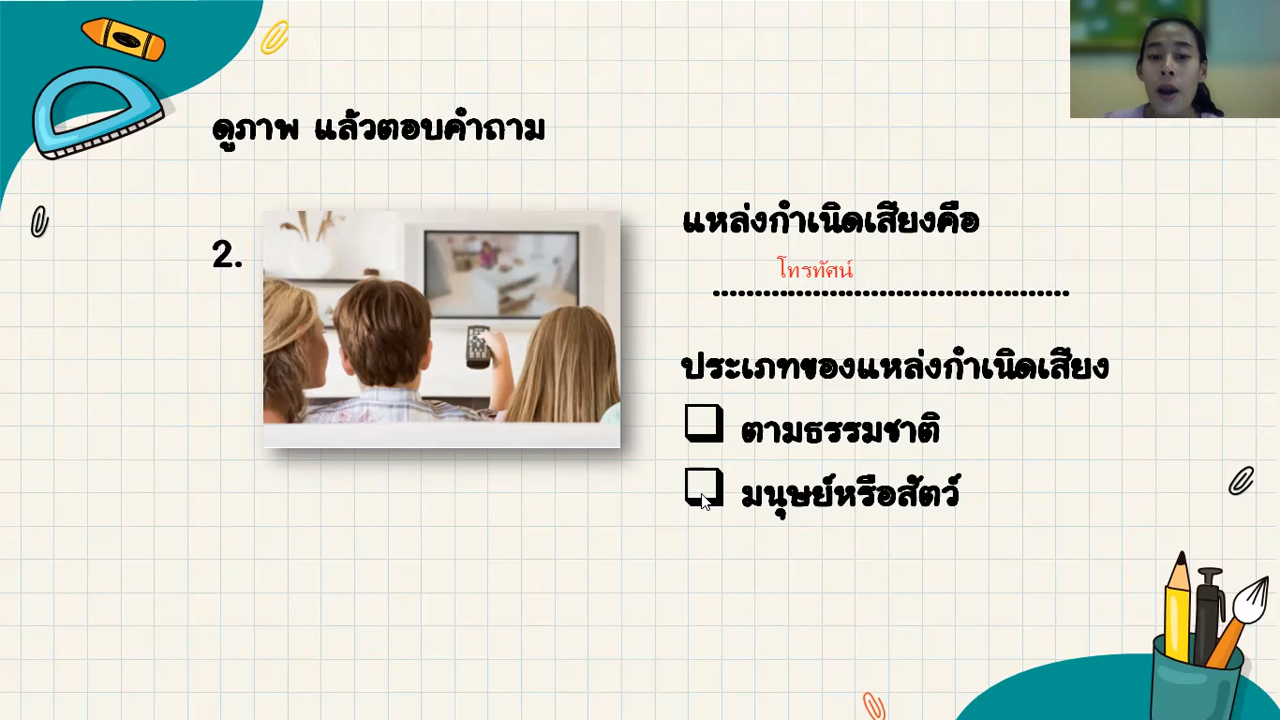 ดูภาพ แล้วตอบคำถาม
2.
แหล่งกำเนิดเสียงคือ
โทรทัศน์
..........................................
ประเภทของแหล่งกำเนิดเสียง
ตามธรรมชาติ
มนุษย์หรือสัตว์